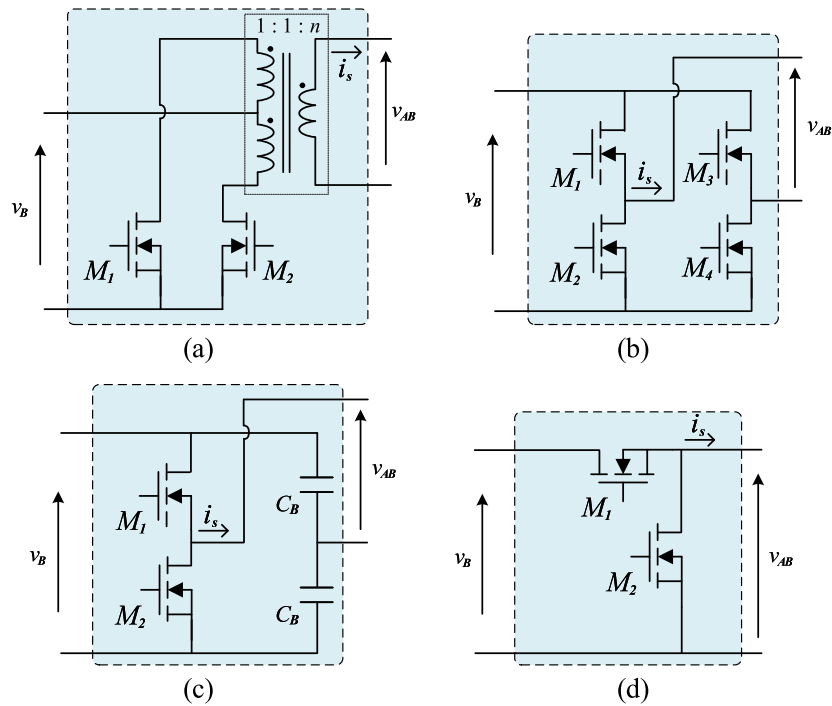 1 : 1 : n
i_s
v_AB
v_B
M_1
M_2
(a)
v_AB
v_B
M_1
i_s
M_3
M_2
M_4
(b)
v_AB
v_B
M_1
i_s
C_B
M_2
C_B
(c)
i_s
M_1
v_B
M_2
v_AB
(d)